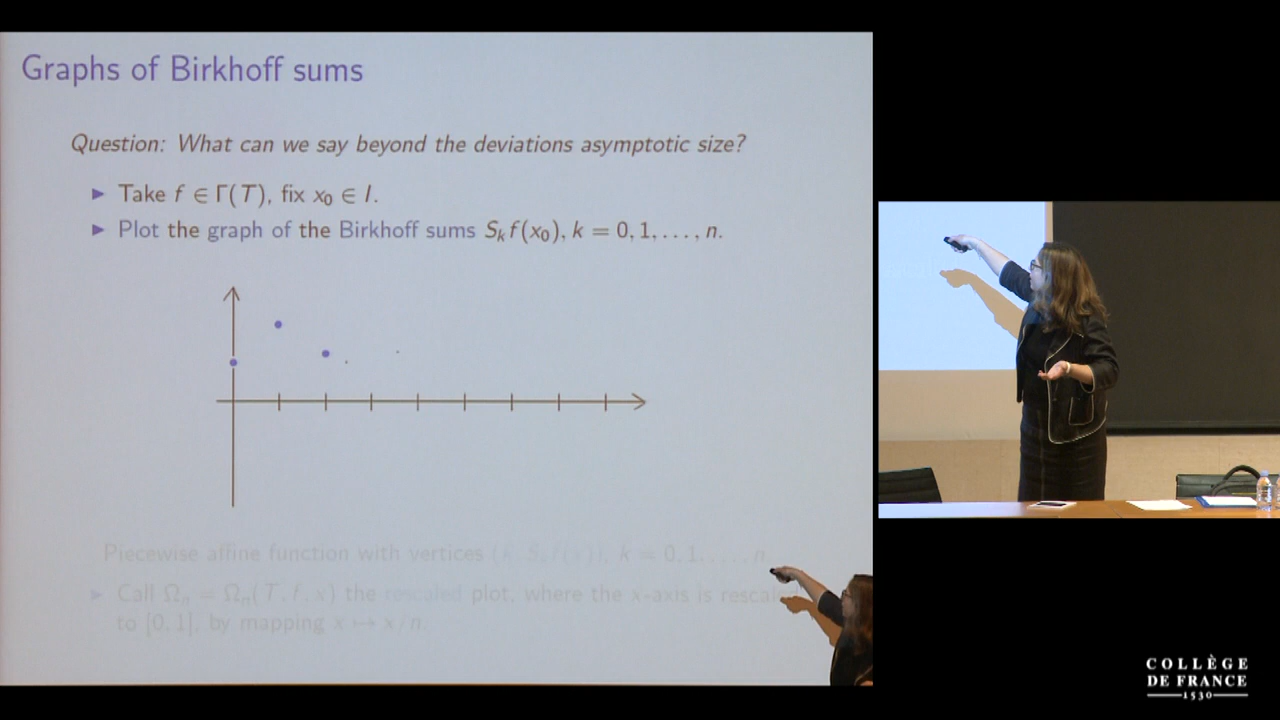 Graphs of Birkhoff sums
Question: What can we say beyond the deviations asymptotic size?
▶ Take f ∈ Γ(T), fix x₀ ∈ I.
▶ Plot the graph of the Birkhoff sums Sₖf(x₀), k = 0, 1, . . . , n.
Piecewise affine function with vertices (k, Sₖf(x)), k = 0, 1, . . . , n.
▶ Call Ωₙ = Ωₙ(T, f, x) the rescaled plot, where the x-axis is
to [0, 1], by mapping x ↦ x/n.
COLLÈGE
DE FRANCE
1530